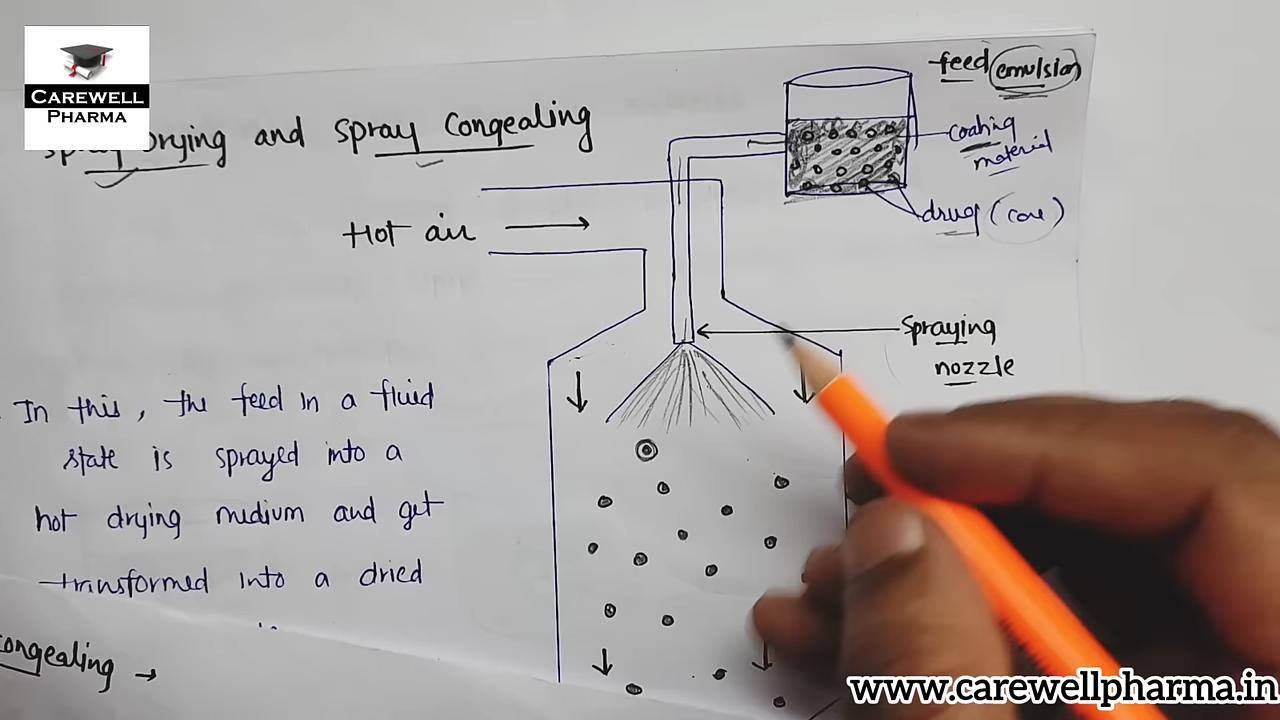 CAREWELL
PHARMA
Spray Drying and Spray Congealing
feed emulsion
coating
material
drug (core)
Hot air
Spraying
nozzle
In this, the feed in a fluid
state is sprayed into a
hot drying medium and get
transformed into a dried
congealing →
www.carewellpharma.in